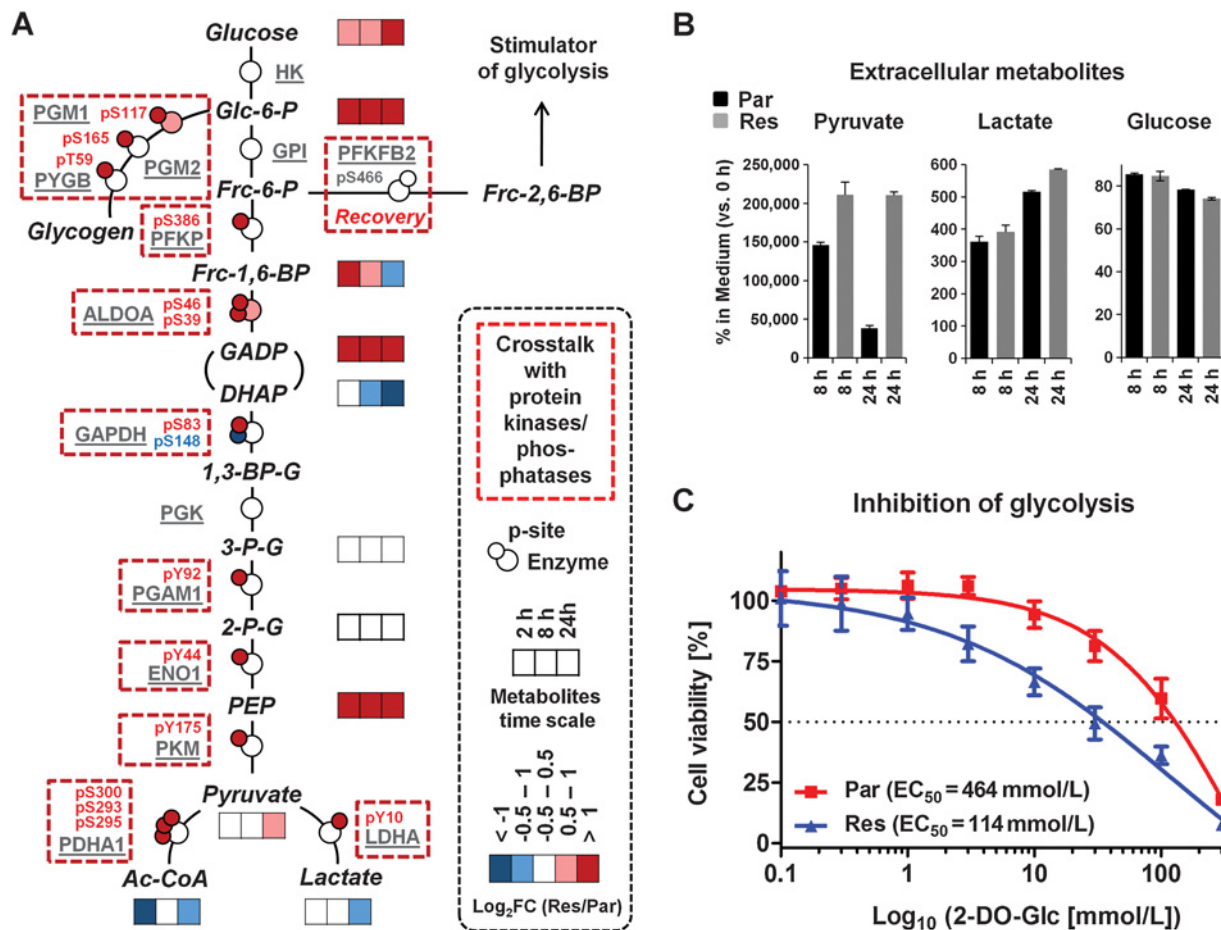 A
Glucose
HK
Glc-6-P
PGM1
pS117
pS165
pT59
PGM2
PYGB
Glycogen
GPI
Frc-6-P
PFKFB2
pS466
Recovery
Frc-2,6-BP
Stimulator
of glycolysis
pS386
PFKP
Frc-1,6-BP
ALDOA
pS46
pS39
GADP
DHAP
GAPDH
pS83
pS148
1,3-BP-G
PGK
3-P-G
pY92
PGAM1
2-P-G
pY44
ENO1
PEP
pY175
PKM
Pyruvate
pS300
pS293
pS295
PDHA1
pY10
LDHA
Ac-CoA
Lactate
Crosstalk
with
protein
kinases/
phos-
phatases
p-site
Enzyme
2 h
8 h
24h
Metabolites
time scale
< -1
-0.5 – 1
-0.5 – 0.5
0.5 – 1
> 1
Log2FC (Res/Par)
B
Extracellular metabolites
Par
Res
Pyruvate
Lactate
Glucose
% in Medium (vs. 0 h)
250,000
200,000
150,000
100,000
50,000
0
8 h
8 h
24 h
24 h
600
500
400
300
200
100
0
8 h
8 h
24 h
24 h
80
60
40
20
0
8 h
8 h
24 h
24 h
C
Inhibition of glycolysis
Cell viability [%]
100
75
50
25
0
Par (EC50 = 464 mmol/L)
Res (EC50 = 114 mmol/L)
0.1
1
10
100
Log10 (2-DO-Glc [mmol/L])